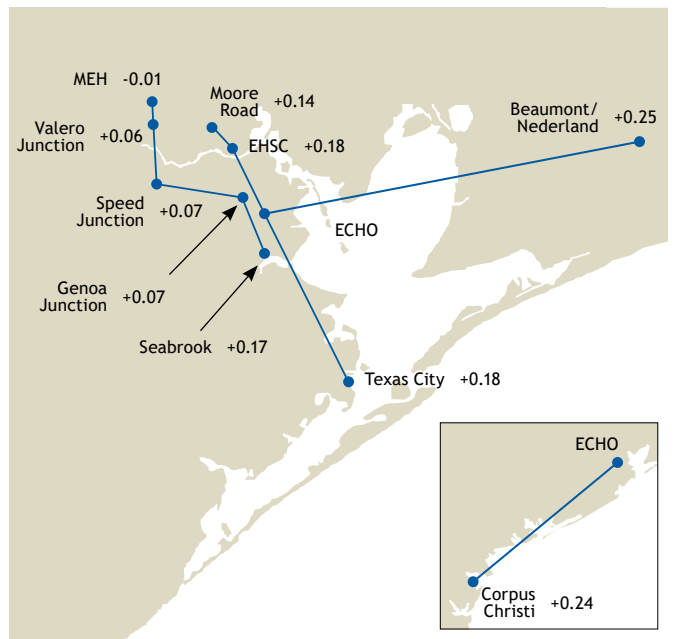 MEH -0.01
Moore
Road +0.14
Beaumont/
Nederland +0.25
Valero
Junction +0.06
EHSC +0.18
Speed
Junction +0.07
ECHO
Genoa
Junction +0.07
Seabrook +0.17
Texas City +0.18
ECHO
Corpus
Christi +0.24